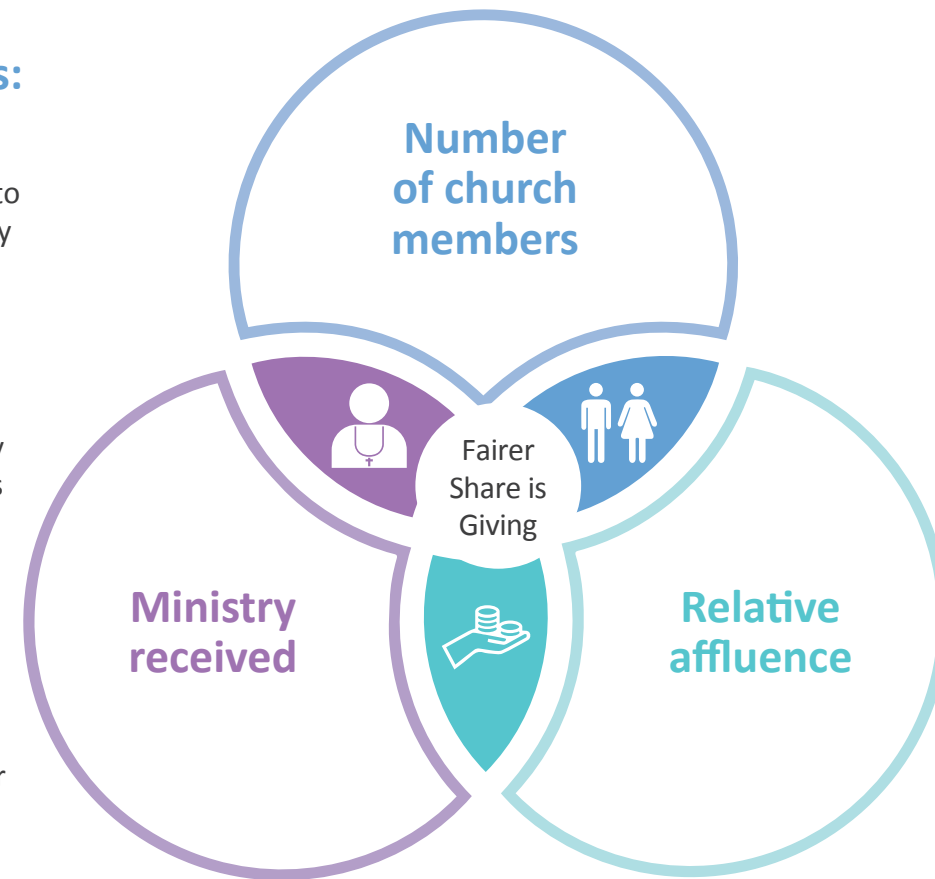 s:
to
y
y
s
r
Number
of church
members
Fairer
Share is
Giving
Ministry
received
Relative
affluence